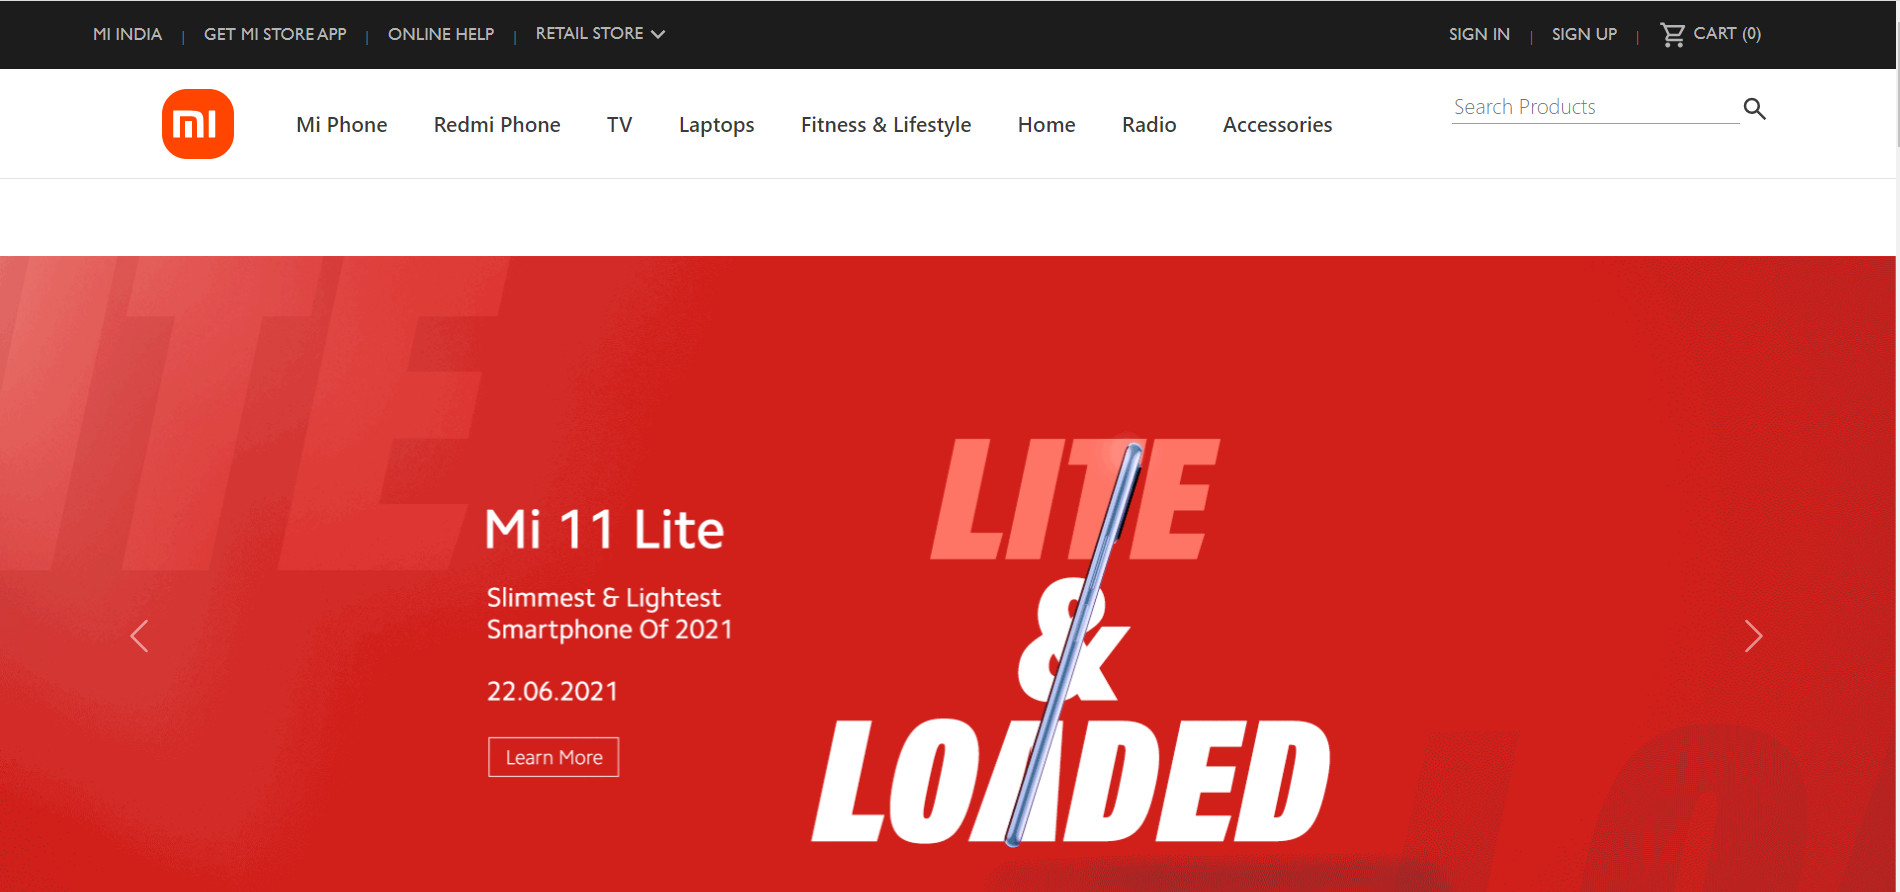 MI INDIA | GET MI STORE APP | ONLINE HELP | RETAIL STORE SIGN IN | SIGN UP | CART (0)
mi Mi Phone Redmi Phone TV Laptops Fitness & Lifestyle Home Radio Accessories Search Products
LITE
Mi 11 Lite
Slimmest & Lightest
Smartphone Of 2021
22.06.2021
Learn More
LITE
&
LOADED
LO